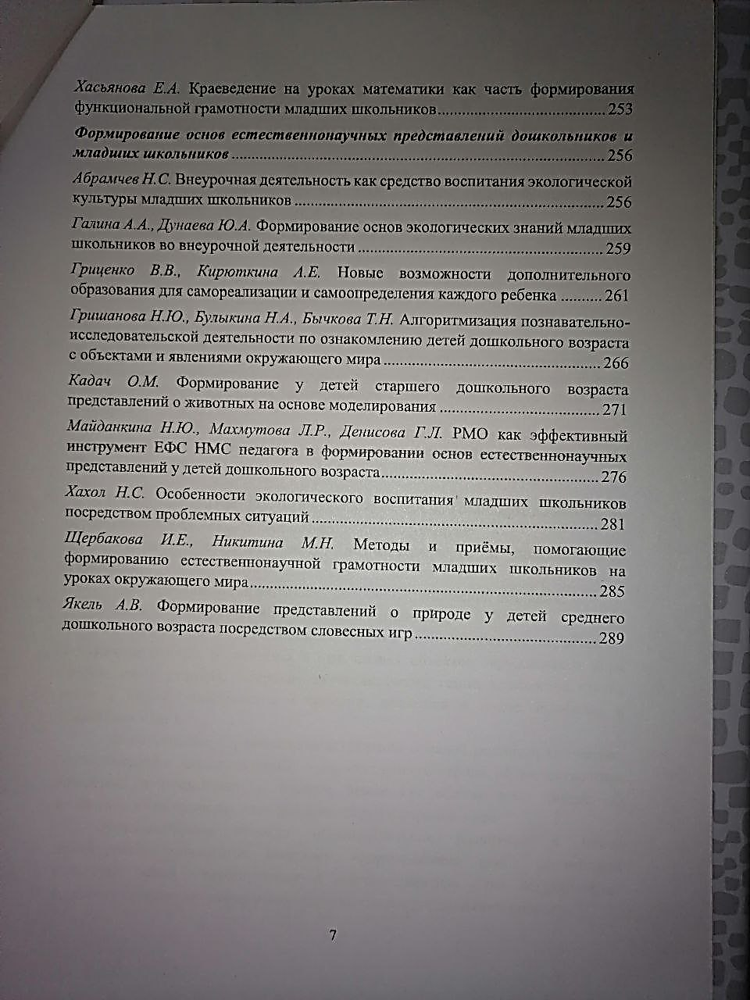 Хасьянова Е.А. Краеведение на уроках математики как часть формирования
функциональной грамотности младших школьников....................................253
Формирование основ естественнонаучных представлений дошкольников и
младших школьников................................................................................256
Абрамчев Н.С. Внеурочная деятельность как средство воспитания экологической
культуры младших школьников...................................................................256
Галина А.А., Дунаева Ю.А. Формирование основ экологических знаний младших
школьников во внеурочной деятельности.....................................................259
Гриценко В.В., Кирюткина А.Е. Новые возможности дополнительного
образования для самореализации и самоопределения каждого ребенка ..........261
Гришанова Н.Ю., Булыкина Н.А., Бычкова Т.Н. Алгоритмизация познавательно-
исследовательской деятельности по ознакомлению детей дошкольного возраста
с объектами и явлениями окружающего мира...............................................266
Кадач О.М. Формирование у детей старшего дошкольного возраста
представлений о животных на основе моделирования ..................................271
Майданкина Н.Ю., Махмутова Л.Р., Денисова Г.Л. РМО как эффективный
инструмент ЕФС НМС педагога в формировании основ естественнонаучных
представлений у детей дошкольного возраста...............................................276
Хахол Н.С. Особенности экологического воспитания младших школьников
посредством проблемных ситуаций..............................................................281
Щербакова И.Е., Никитина М.Н. Методы и приёмы, помогающие
формированию естественнонаучной грамотности младших школьников на
уроках окружающего мира...........................................................................285
Якель А.В. Формирование представлений о природе у детей среднего
дошкольного возраста посредством словесных игр.......................................289
7